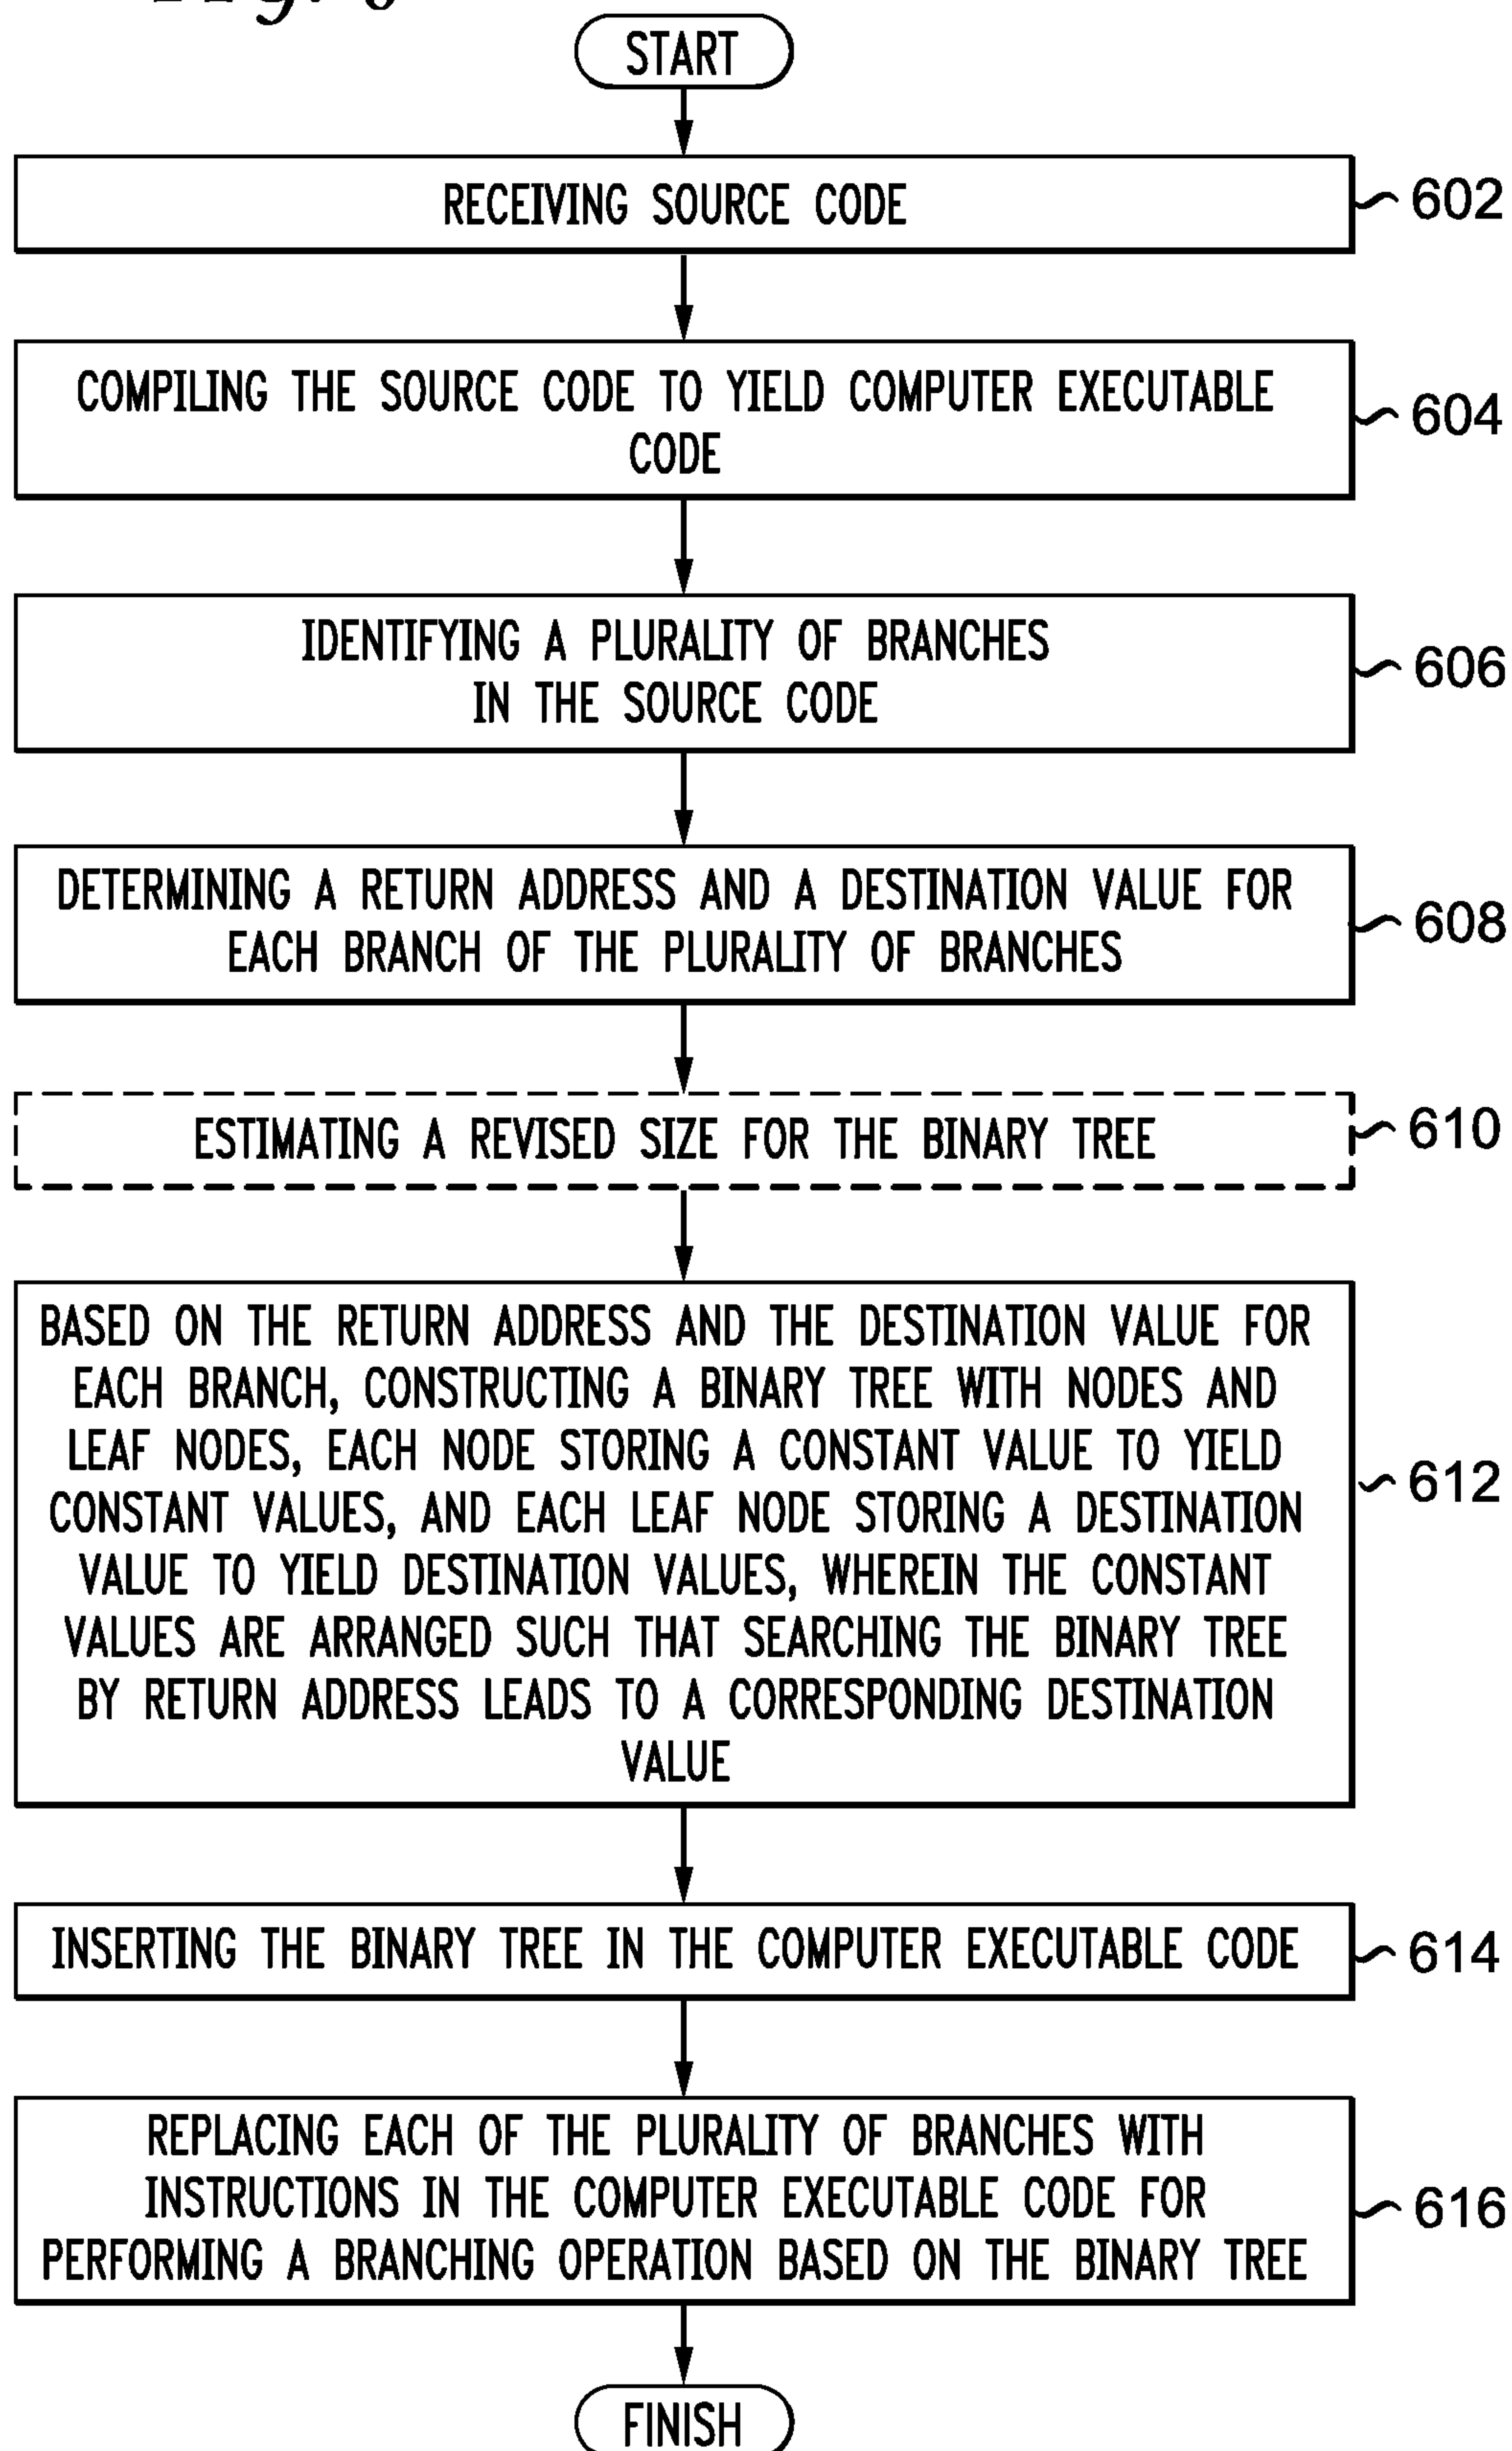 START
RECEIVING SOURCE CODE
602
COMPILING THE SOURCE CODE TO YIELD COMPUTER EXECUTABLE
CODE
604
IDENTIFYING A PLURALITY OF BRANCHES
IN THE SOURCE CODE
606
DETERMINING A RETURN ADDRESS AND A DESTINATION VALUE FOR
EACH BRANCH OF THE PLURALITY OF BRANCHES
608
ESTIMATING A REVISED SIZE FOR THE BINARY TREE
610
BASED ON THE RETURN ADDRESS AND THE DESTINATION VALUE FOR
EACH BRANCH, CONSTRUCTING A BINARY TREE WITH NODES AND
LEAF NODES, EACH NODE STORING A CONSTANT VALUE TO YIELD
CONSTANT VALUES, AND EACH LEAF NODE STORING A DESTINATION
VALUE TO YIELD DESTINATION VALUES, WHEREIN THE CONSTANT
VALUES ARE ARRANGED SUCH THAT SEARCHING THE BINARY TREE
BY RETURN ADDRESS LEADS TO A CORRESPONDING DESTINATION
VALUE
612
INSERTING THE BINARY TREE IN THE COMPUTER EXECUTABLE CODE
614
REPLACING EACH OF THE PLURALITY OF BRANCHES WITH
INSTRUCTIONS IN THE COMPUTER EXECUTABLE CODE FOR
PERFORMING A BRANCHING OPERATION BASED ON THE BINARY TREE
616
FINISH